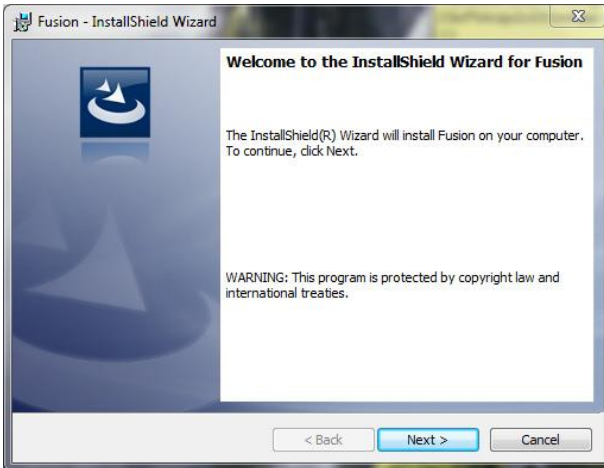 Fusion - InstallShield Wizard
Welcome to the InstallShield Wizard for Fusion
The InstallShield(R) Wizard will install Fusion on your computer.
To continue, click Next.
WARNING: This program is protected by copyright law and
international treaties.
< Back
Next >
Cancel